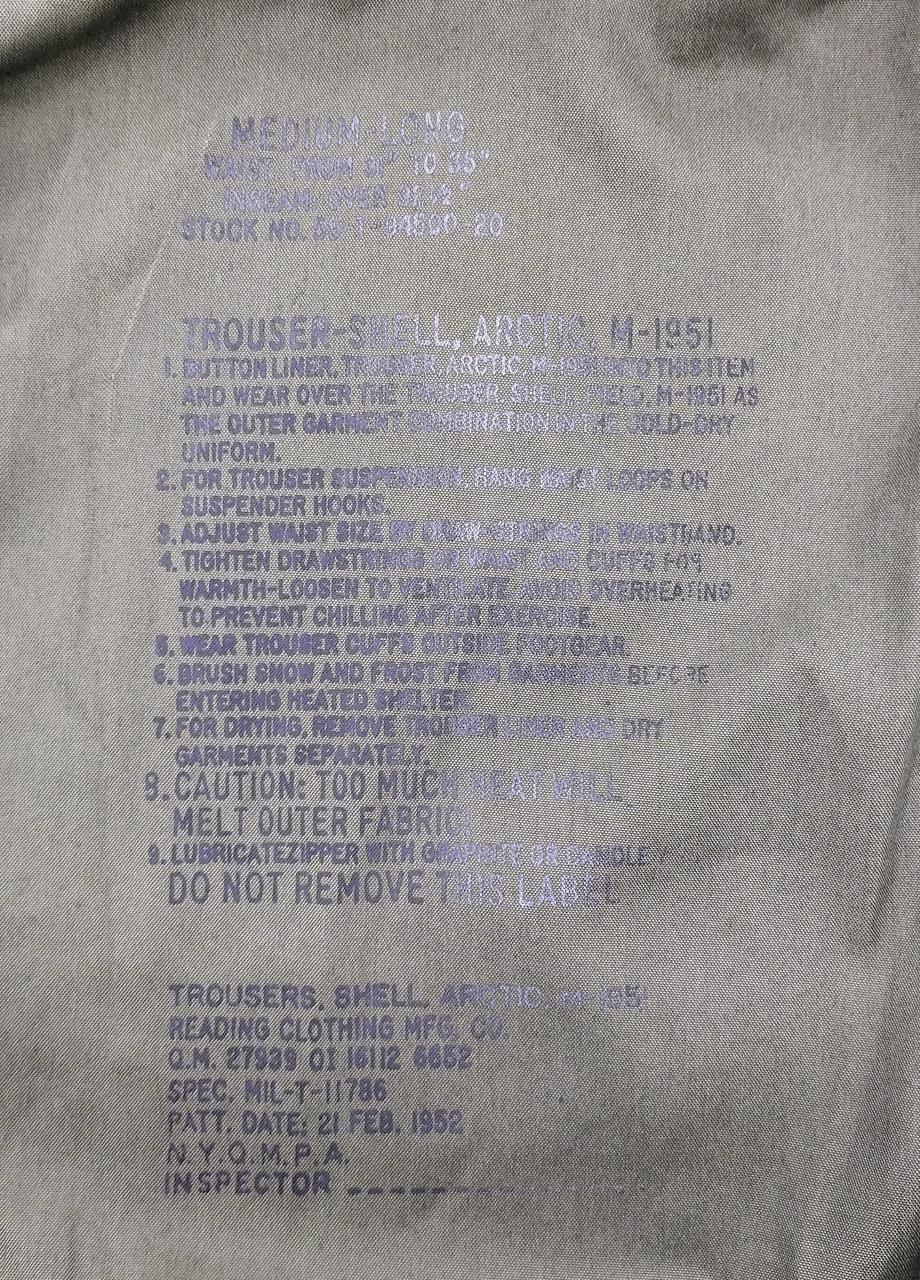 MEDIUM-LONG
WAIST. FROM 31" TO 35"
INSEAM OVER
STOCK NO.
TROUSER-SHELL, ARCTIC, M-1951
1. BUTTON LINER, TROUSER, ARCTIC, M-1951 INTO THIS ITEM
AND WEAR OVER THE TROUSER, SHELL, FIELD, M-1951 AS
THE OUTER GARMENT COMBINATION IN THE COLD-DRY
UNIFORM.
2. FOR TROUSER SUSPENSION, HANG WAIST LOOPS ON
SUSPENDER HOOKS.
3. ADJUST WAIST SIZE BY DRAW-STRINGS IN WAISTBAND.
4. TIGHTEN DRAWSTRINGS ON WAIST AND CUFFS FOR
WARMTH-LOOSEN TO VENTILATE. AVOID OVERHEATING
TO PREVENT CHILLING AFTER EXERCISE.
5. WEAR TROUSER CUFFS OUTSIDE FOOTGEAR.
6. BRUSH SNOW AND FROST FROM GARMENTS BEFORE
ENTERING HEATED SHELTER.
7. FOR DRYING, REMOVE TROUSER LINER AND DRY
GARMENTS SEPARATELY.
8. CAUTION: TOO MUCH HEAT WILL
MELT OUTER FABRIC!
9. LUBRICATEZIPPER WITH GRAPHITE OR CANDLE
DO NOT REMOVE THIS LABEL
TROUSERS, SHELL, ARCTIC, M-1951
READING CLOTHING MFG. CO.
Q.M. 27939 OI 16112 6652
SPEC. MIL-T-11786
PATT. DATE: 21 FEB. 1952
N.Y.Q.M.P.A.
INSPECTOR